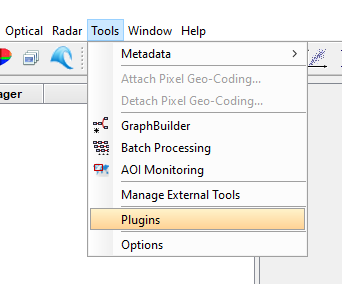 Optical Radar Tools Window Help
Metadata
Attach Pixel Geo-Coding...
Detach Pixel Geo-Coding...
ager
GraphBuilder
Batch Processing
AOI Monitoring
Manage External Tools
Plugins
Options